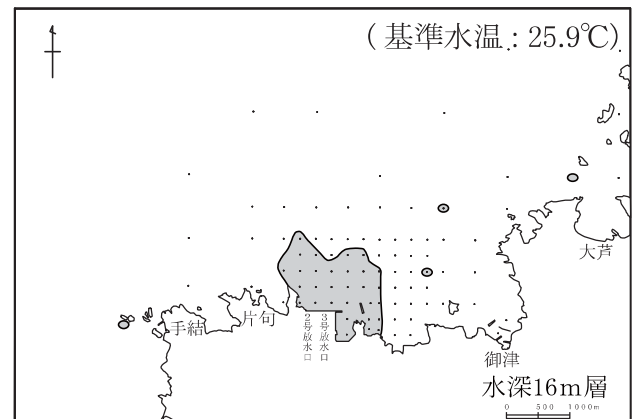 (基準水温:25.9℃)
大芦
手結
片句
2号放水口
3号放水口
御津
水深16m層
0 500 1000m